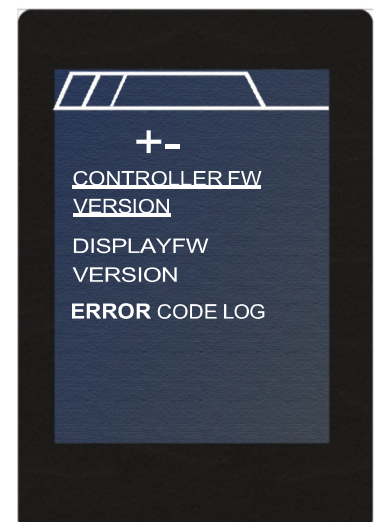 +-
CONTROLLER FW
VERSION
DISPLAYFW
VERSION
ERROR CODE LOG